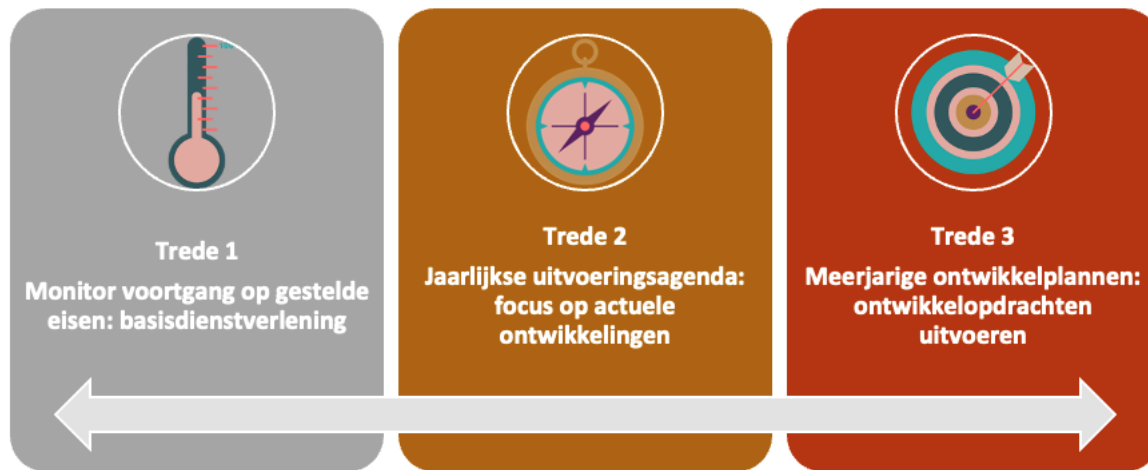 Trede 1
Monitor voortgang op gestelde
eisen: basisdienstverlening
Trede 2
Jaarlijkse uitvoeringsagenda:
focus op actuele
ontwikkelingen
Trede 3
Meerjarige ontwikkelplannen:
ontwikkelopdrachten
uitvoeren